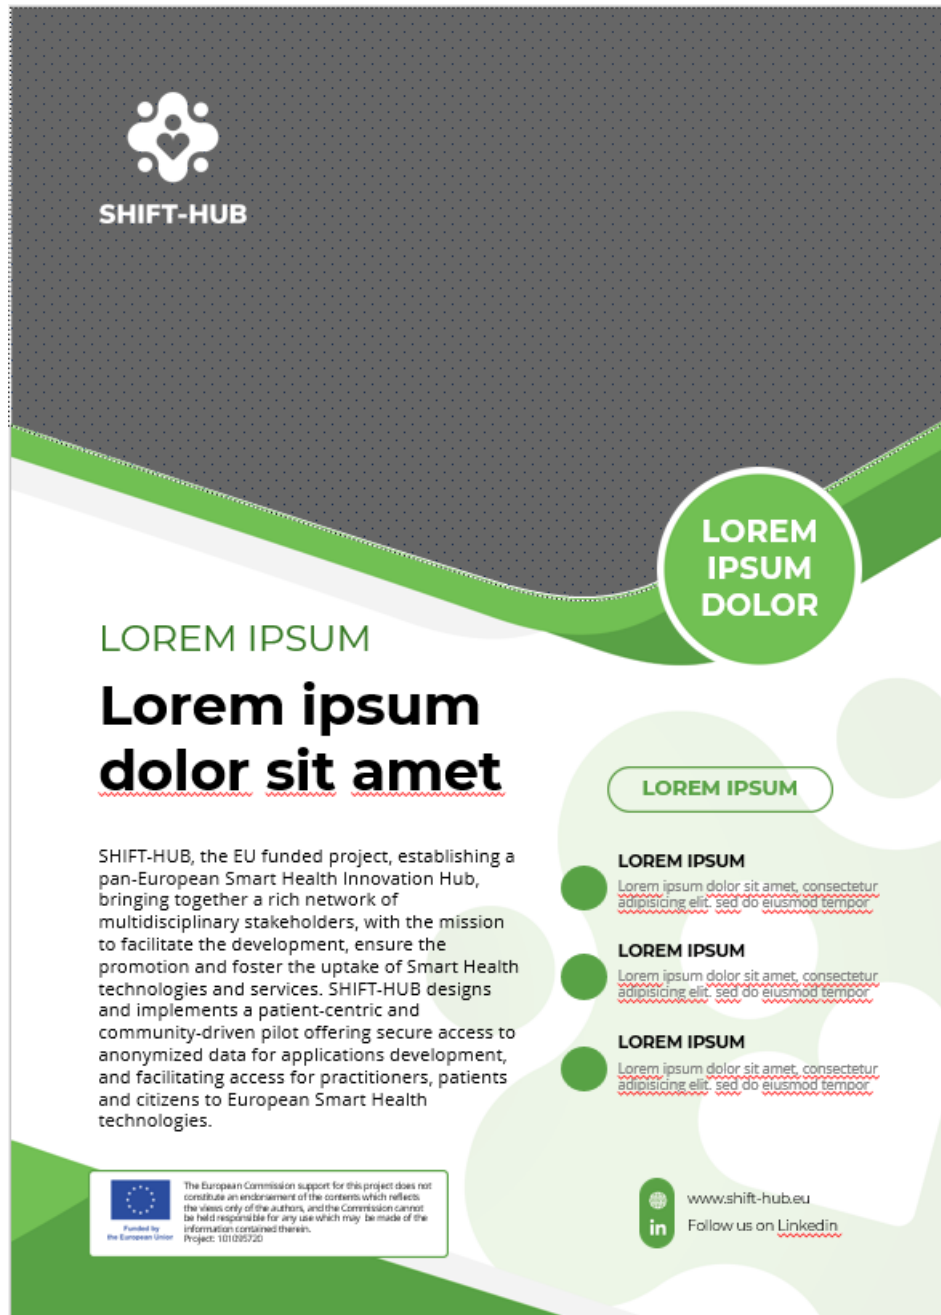 SHIFT-HUB
LOREM
IPSUM
DOLOR
LOREM IPSUM
Lorem ipsum
dolor sit amet
SHIFT-HUB, the EU funded project, establishing a
pan-European Smart Health Innovation Hub,
bringing together a rich network of
multidisciplinary stakeholders, with the mission
to facilitate the development, ensure the
promotion and foster the uptake of Smart Health
technologies and services. SHIFT-HUB designs
and implements a patient-centric and
community-driven pilot offering secure access to
anonymized data for applications development,
and facilitating access for practitioners, patients
and citizens to European Smart Health
technologies.
LOREM IPSUM
LOREM IPSUM
Lorem ipsum dolor sit amet, consectetur
adipisicing elit. sed do eiusmod tempor
LOREM IPSUM
Lorem ipsum dolor sit amet, consectetur
adipisicing elit. sed do eiusmod tempor
LOREM IPSUM
Lorem ipsum dolor sit amet, consectetur
adipisicing elit. sed do eiusmod tempor
Funded by
the European Union
The European Commission support for this project does not
constitute an endorsement of the contents which reflects
the views only of the authors, and the Commission cannot
be held responsible for any use which may be made of the
information contained therein.
Project: 101095720
www.shift-hub.eu
in
Follow us on Linkedin